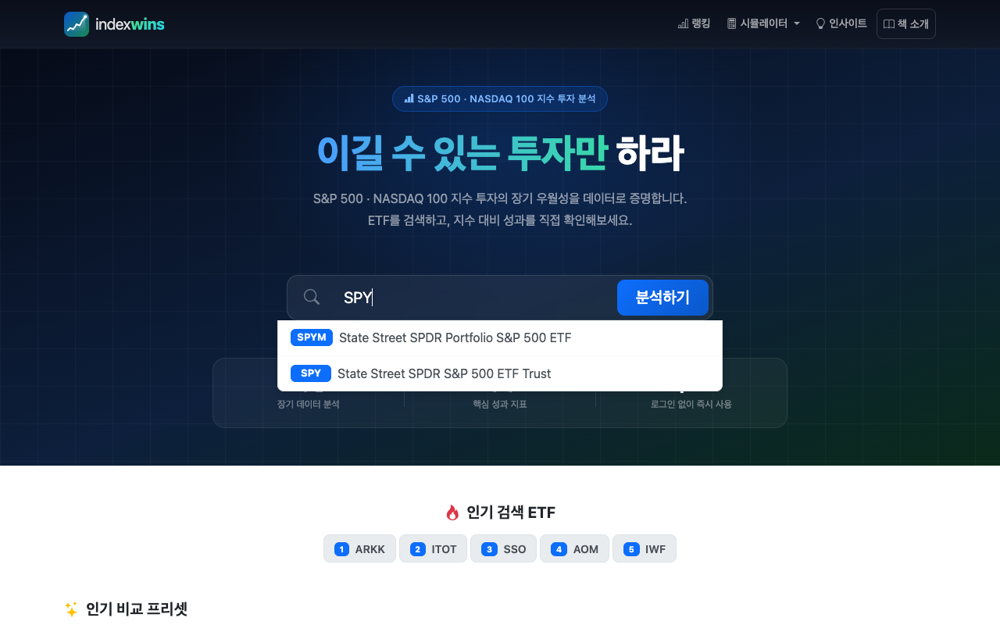 indexwins
랭킹
시뮬레이터
인사이트
책 소개
S&P 500 · NASDAQ 100 지수 투자 분석
이길 수 있는 투자만 하라
S&P 500 · NASDAQ 100 지수 투자의 장기 우월성을 데이터로 증명합니다.
ETF를 검색하고, 지수 대비 성과를 직접 확인해보세요.
SPY
분석하기
SPYM State Street SPDR Portfolio S&P 500 ETF
SPY State Street SPDR S&P 500 ETF Trust
장기 데이터 분석
핵심 성과 지표
로그인 없이 즉시 사용
인기 검색 ETF
1 ARKK
2 ITOT
3 SSO
4 AOM
5 IWF
인기 비교 프리셋